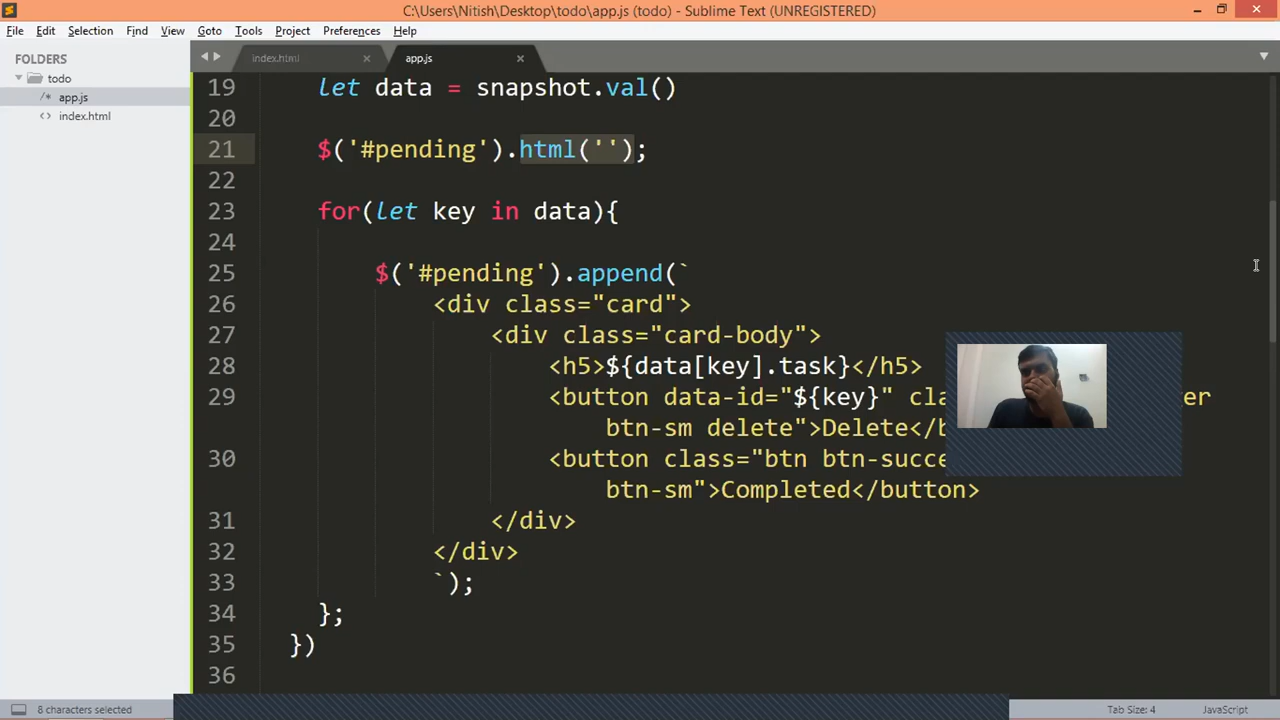 C:\Users\Nitish\Desktop\todo\app.js (todo) - Sublime Text (UNREGISTERED)
File Edit Selection Find View Goto Tools Project Preferences Help
FOLDERS
todo
/* app.js
<> index.html
index.html × app.js ×
19 let data = snapshot.val()
20
21 $('#pending').html('');
22
23 for(let key in data){
24
25 $('#pending').append(`
26 <div class="card">
27 <div class="card-body">
28 <h5>${data[key].task}</h5>
29 <button data-id="${key}" cla er
btn-sm delete">Delete</b
30 <button class="btn btn-succe
btn-sm">Completed</button>
31 </div>
32 </div>
33 `);
34 };
35 })
36
8 characters selected Tab Size: 4 JavaScript